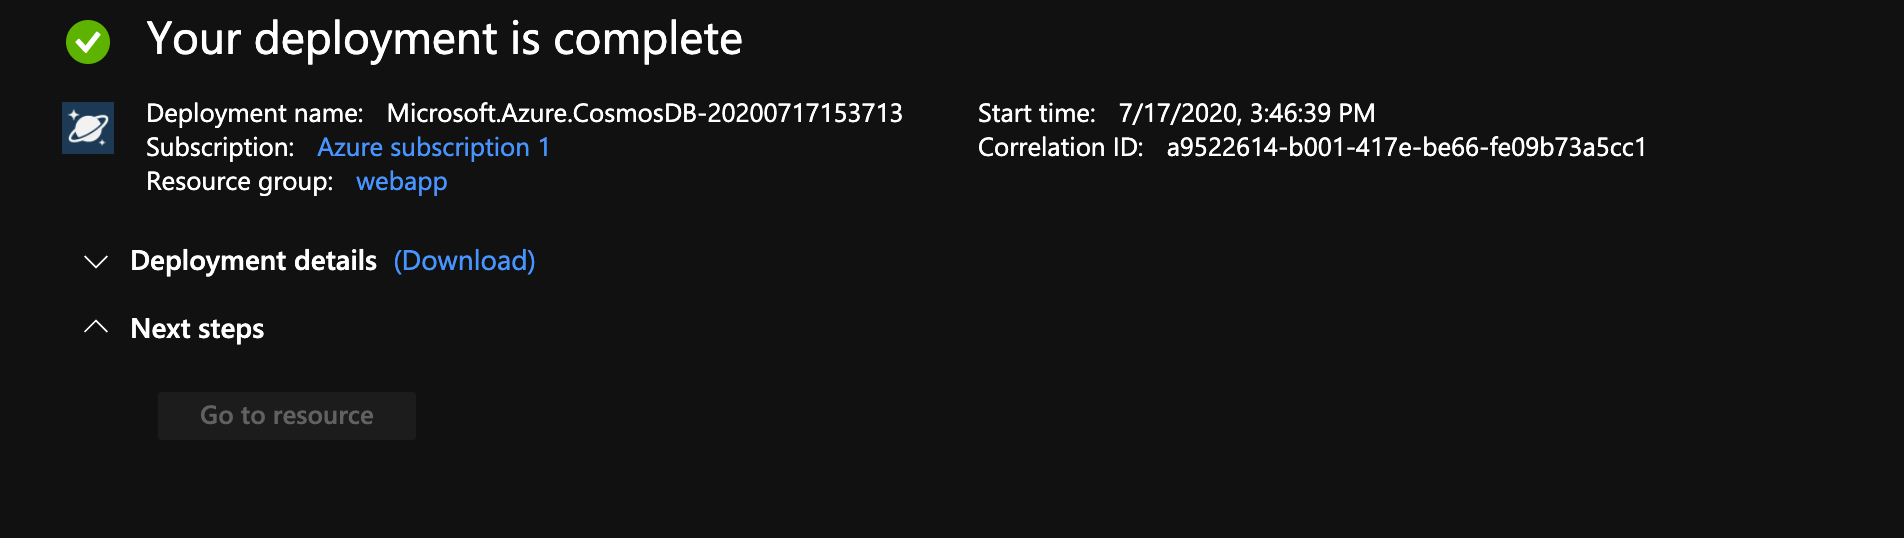 Your deployment is complete
Deployment name: Microsoft.Azure.CosmosDB-20200717153713
Subscription: Azure subscription 1
Resource group: webapp
Start time: 7/17/2020, 3:46:39 PM
Correlation ID: a9522614-b001-417e-be66-fe09b73a5cc1
Deployment details (Download)
Next steps
Go to resource